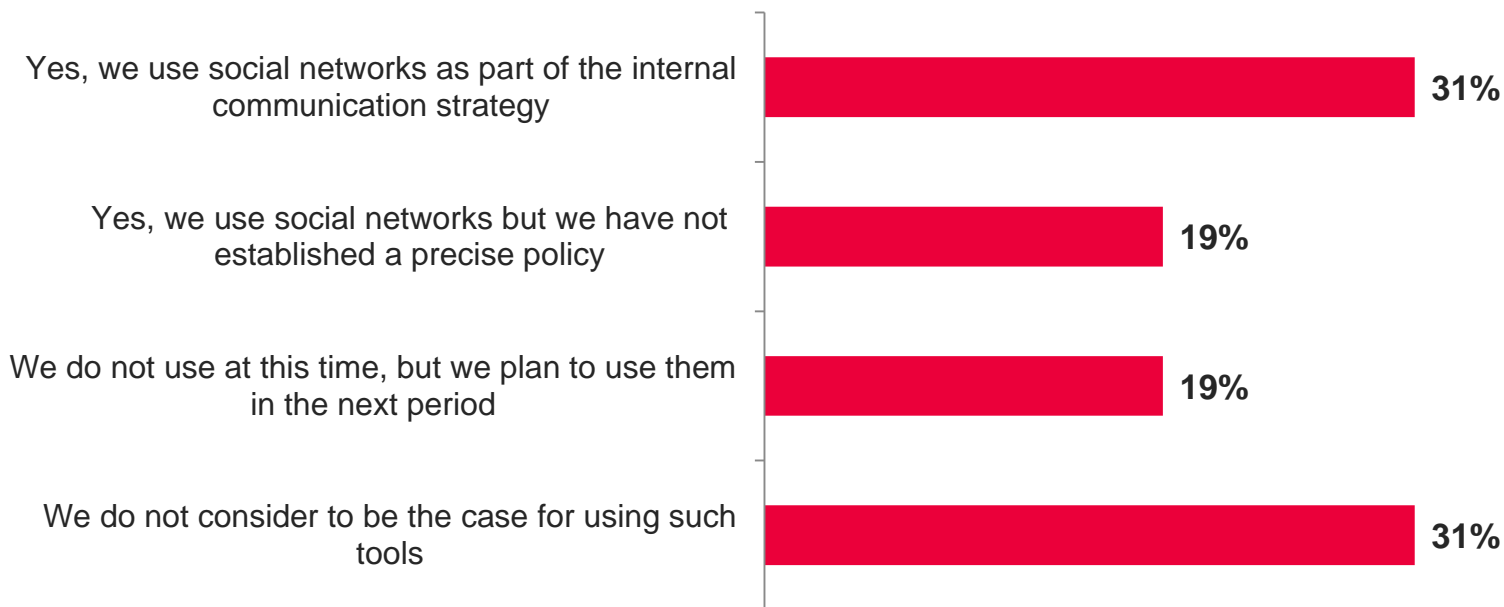 Yes, we use social networks as part of the internal
communication strategy
31%
Yes, we use social networks but we have not
established a precise policy
19%
We do not use at this time, but we plan to use them
in the next period
19%
We do not consider to be the case for using such
tools
31%